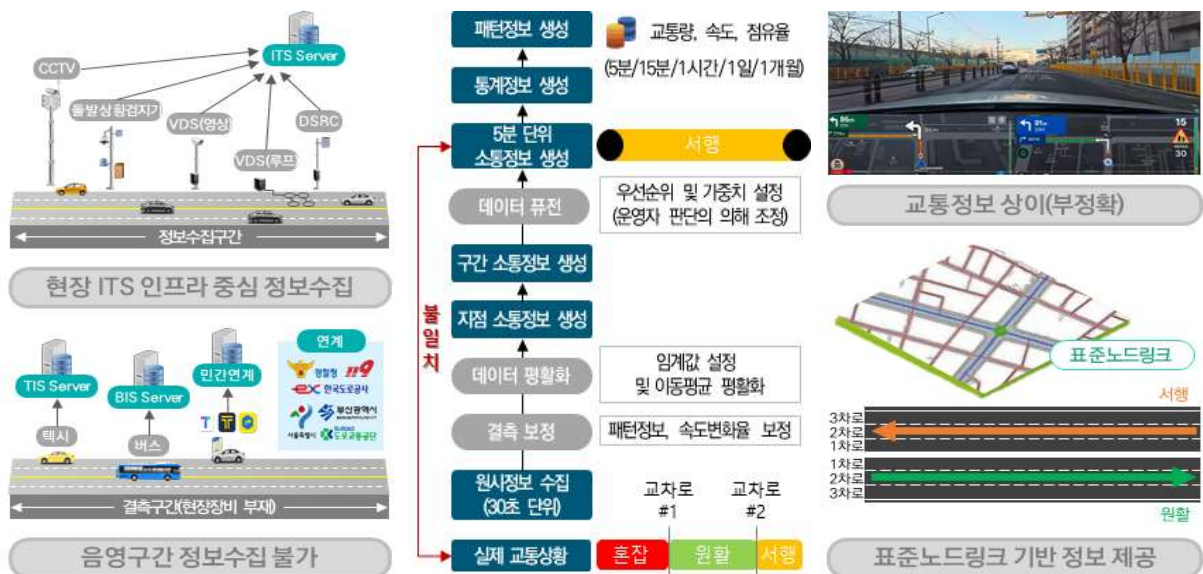 ITS Server
CCTV
돌발상황검지기
VDS(영상)
DSRC
VDS(루프)
정보수집구간
현장 ITS 인프라 중심 정보수집
TIS Server
BIS Server
민간연계
연계
경찰청 119
ex 한국도로공사
부산광역시
서울특별시
도로교통공단
택시
버스
결측구간(현장장비 부재)
음영구간 정보수집 불가
패턴정보 생성
통계정보 생성
5분 단위
소통정보 생성
데이터 퓨전
구간 소통정보 생성
지점 소통정보 생성
데이터 평활화
결측 보정
원시정보 수집
(30초 단위)
실제 교통상황
불일치
교통량, 속도, 점유율
(5분/15분/1시간/1일/1개월)
서행
우선순위 및 가중치 설정
(운영자 판단의 의해 조정)
임계값 설정
및 이동평균 평활화
패턴정보, 속도변화율 보정
교차로
#1
교차로
#2
혼잡
원활
서행
15
30
교통정보 상이(부정확)
표준노드링크
서행
3차로
2차로
1차로
1차로
2차로
3차로
원활
표준노드링크 기반 정보 제공